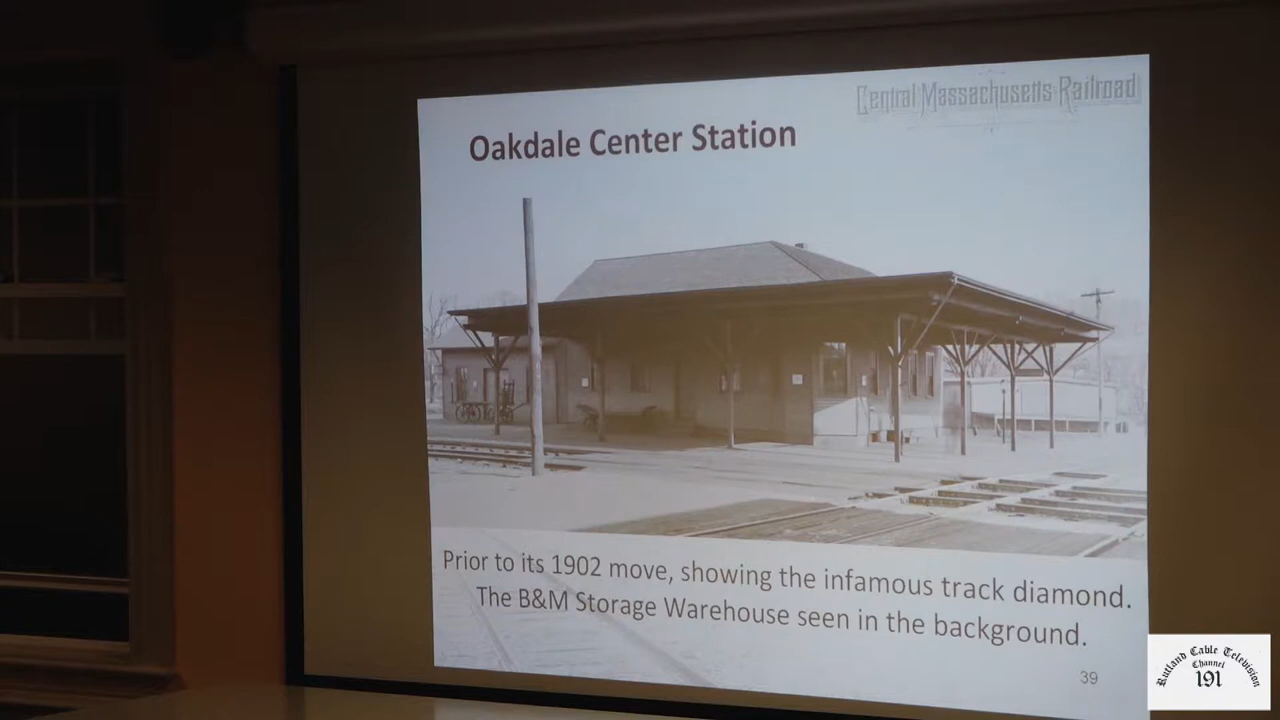 Central Massachusetts Railroad
Oakdale Center Station
Prior to its 1902 move, showing the infamous track diamond.
The B&M Storage Warehouse seen in the background.
39
Rutland Cable Television
Channel
191